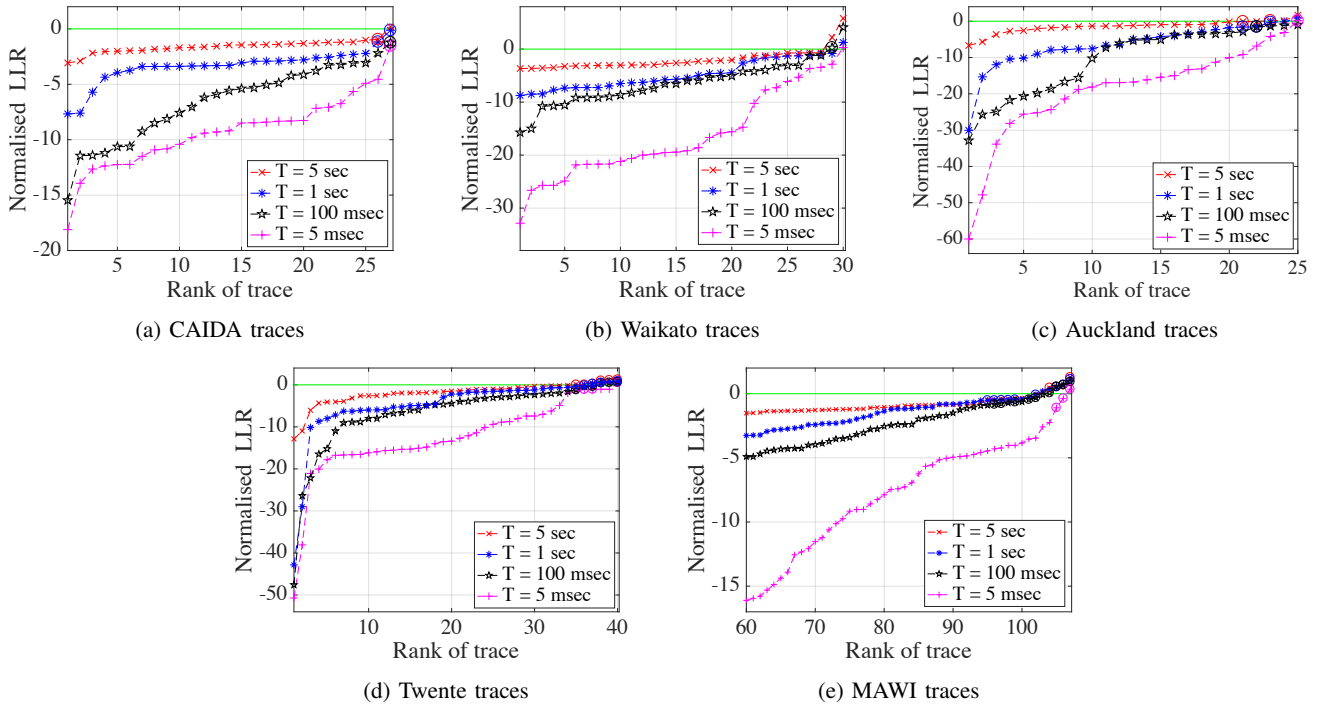 0
-5
-10
-15
-20
Normalised LLR
5
10
15
20
25
Rank of trace
T = 5 sec
T = 1 sec
T = 100 msec
T = 5 msec
(a) CAIDA traces
0
-10
-20
-30
Normalised LLR
5
10
15
20
25
30
Rank of trace
T = 5 sec
T = 1 sec
T = 100 msec
T = 5 msec
(b) Waikato traces
0
-10
-20
-30
-40
-50
-60
Normalised LLR
5
10
15
20
25
Rank of trace
T = 5 sec
T = 1 sec
T = 100 msec
T = 5 msec
(c) Auckland traces
0
-10
-20
-30
-40
-50
Normalised LLR
10
20
30
40
Rank of trace
T = 5 sec
T = 1 sec
T = 100 msec
T = 5 msec
(d) Twente traces
0
-5
-10
-15
Normalised LLR
60
70
80
90
100
Rank of trace
T = 5 sec
T = 1 sec
T = 100 msec
T = 5 msec
(e) MAWI traces